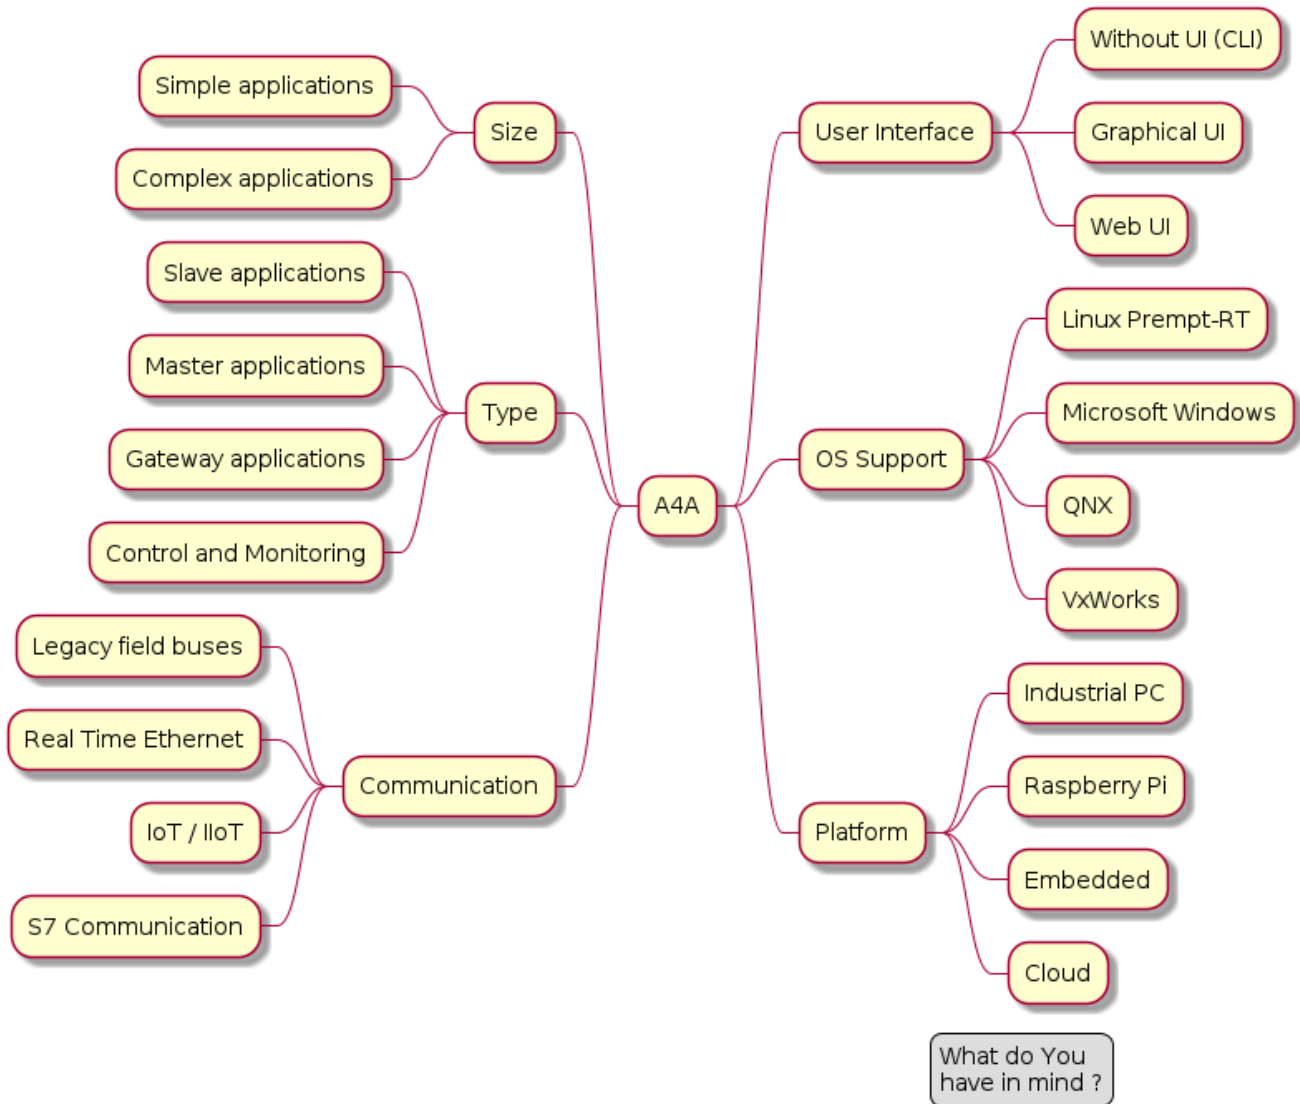 Simple applications
Complex applications
Size
Slave applications
Master applications
Gateway applications
Control and Monitoring
Type
Legacy field buses
Real Time Ethernet
IoT / IIoT
S7 Communication
Communication
A4A
User Interface
Without UI (CLI)
Graphical UI
Web UI
OS Support
Linux Prempt-RT
Microsoft Windows
QNX
VxWorks
Platform
Industrial PC
Raspberry Pi
Embedded
Cloud
What do You
have in mind ?